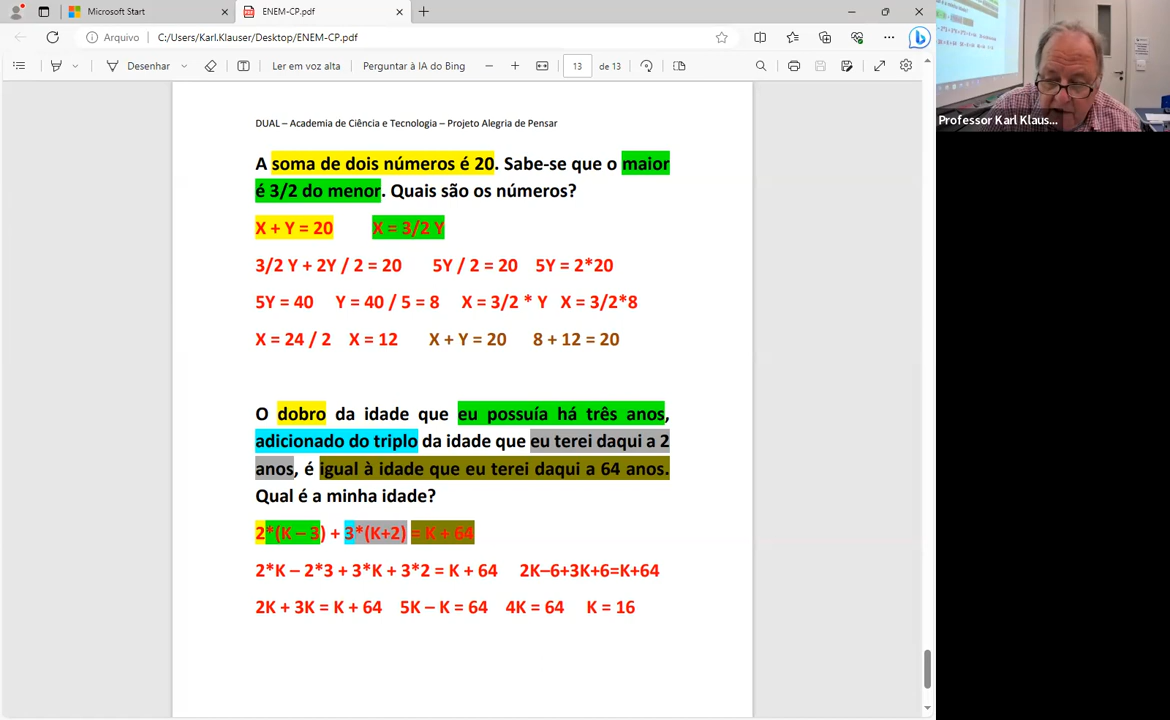 Microsoft Start
ENEM-CP.pdf
Arquivo
C:/Users/Karl.Klauser/Desktop/ENEM-CP.pdf
Desenhar
Ler em voz alta
Perguntar à IA do Bing
13
de 13
Professor Karl Klaus...
DUAL – Academia de Ciência e Tecnologia – Projeto Alegria de Pensar
A soma de dois números é 20. Sabe-se que o maior
é 3/2 do menor. Quais são os números?
X + Y = 20 X = 3/2 Y
3/2 Y + 2Y / 2 = 20 5Y / 2 = 20 5Y = 2*20
5Y = 40 Y = 40 / 5 = 8 X = 3/2 * Y X = 3/2*8
X = 24 / 2 X = 12 X + Y = 20 8 + 12 = 20
O dobro da idade que eu possuía há três anos,
adicionado do triplo da idade que eu terei daqui a 2
anos, é igual à idade que eu terei daqui a 64 anos.
Qual é a minha idade?
2*(K – 3) + 3*(K+2) = K + 64
2*K – 2*3 + 3*K + 3*2 = K + 64 2K–6+3K+6=K+64
2K + 3K = K + 64 5K – K = 64 4K = 64 K = 16